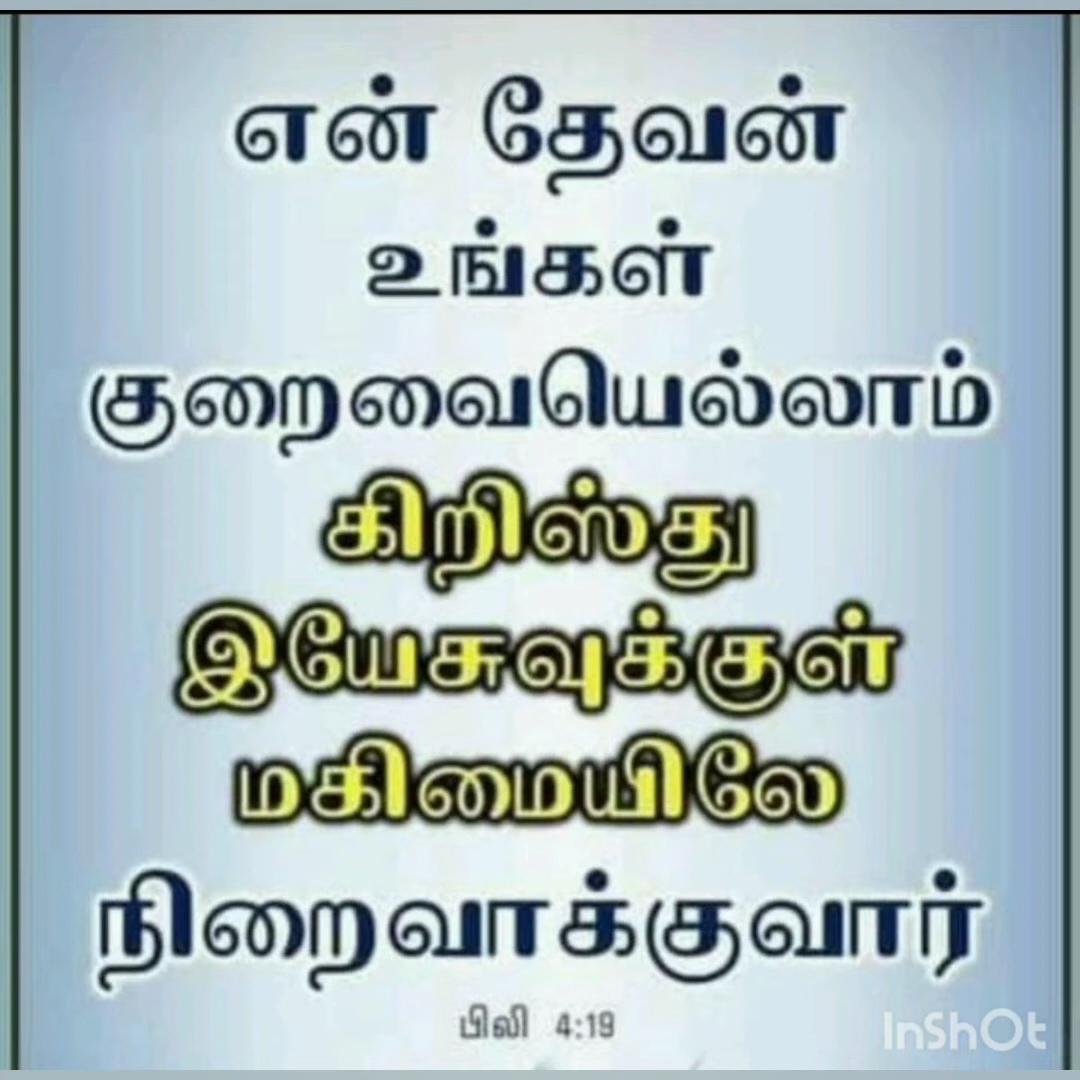 என் தேவன்
உங்கள்
குறைவையெல்லாம்
கிறிஸ்து
இயேசுவுக்குள்
மகிமையிலே
நிறைவாக்குவார்
பிலி 4:19
InShOt